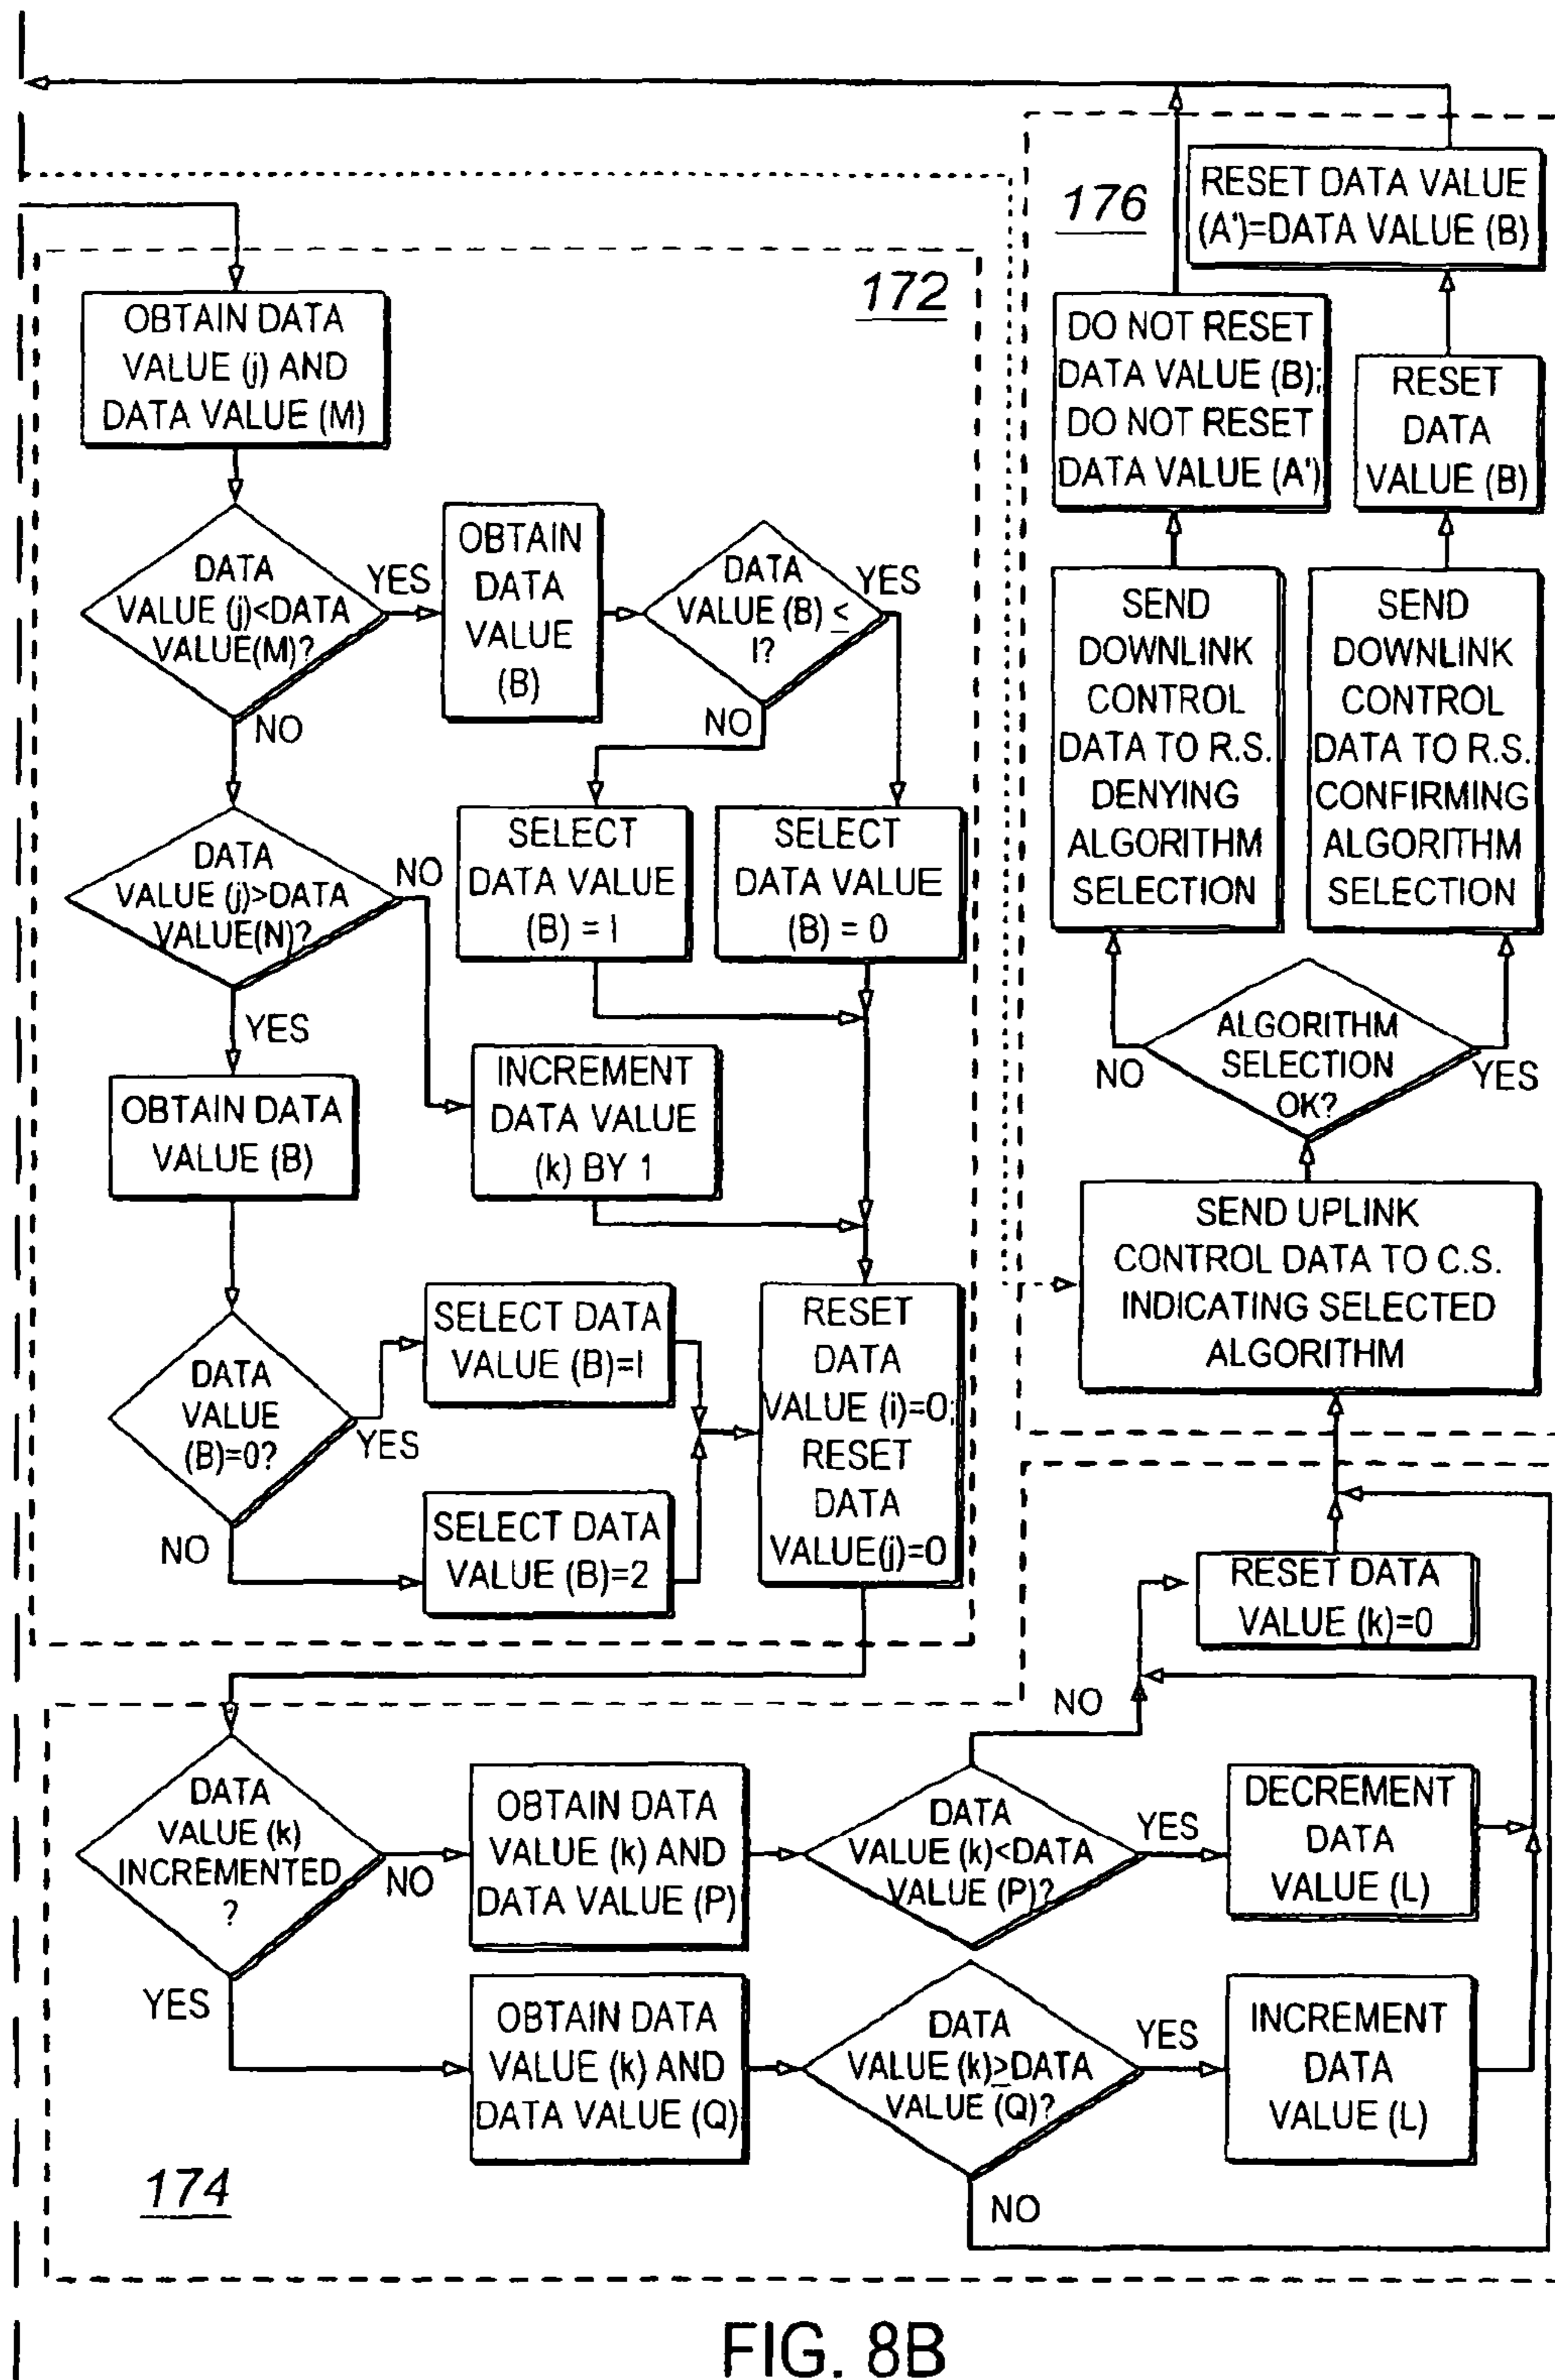 176
RESET DATA VALUE
(A')=DATA VALUE (B)
172
OBTAIN DATA
VALUE (j) AND
DATA VALUE (M)
DO NOT RESET
DATA VALUE (B);
DO NOT RESET
DATA VALUE (A')
RESET
DATA
VALUE (B)
DATA
VALUE (j)<DATA
VALUE(M)?
YES
NO
OBTAIN
DATA
VALUE
(B)
DATA
VALUE (B) ≤
I?
YES
NO
SEND
DOWNLINK
CONTROL
DATA TO R.S.
DENYING
ALGORITHM
SELECTION
SEND
DOWNLINK
CONTROL
DATA TO R.S.
CONFIRMING
ALGORITHM
SELECTION
DATA
VALUE (j)>DATA
VALUE(N)?
NO
YES
SELECT
DATA VALUE
(B) = I
SELECT
DATA VALUE
(B) = 0
ALGORITHM
SELECTION
OK?
NO
YES
OBTAIN DATA
VALUE (B)
INCREMENT
DATA VALUE
(k) BY 1
SEND UPLINK
CONTROL DATA TO C.S.
INDICATING SELECTED
ALGORITHM
DATA
VALUE
(B)=0?
YES
NO
SELECT DATA
VALUE (B)=I
SELECT DATA
VALUE (B)=2
RESET
DATA
VALUE (i)=0;
RESET
DATA
VALUE(j)=0
RESET DATA
VALUE (k)=0
DATA
VALUE (k)
INCREMENTED
?
NO
YES
OBTAIN DATA
VALUE (k) AND
DATA VALUE (P)
DATA
VALUE (k)<DATA
VALUE (P)?
NO
YES
DECREMENT
DATA
VALUE (L)
OBTAIN DATA
VALUE (k) AND
DATA VALUE (Q)
DATA
VALUE (k)≥DATA
VALUE (Q)?
YES
NO
INCREMENT
DATA
VALUE (L)
174
FIG. 8B